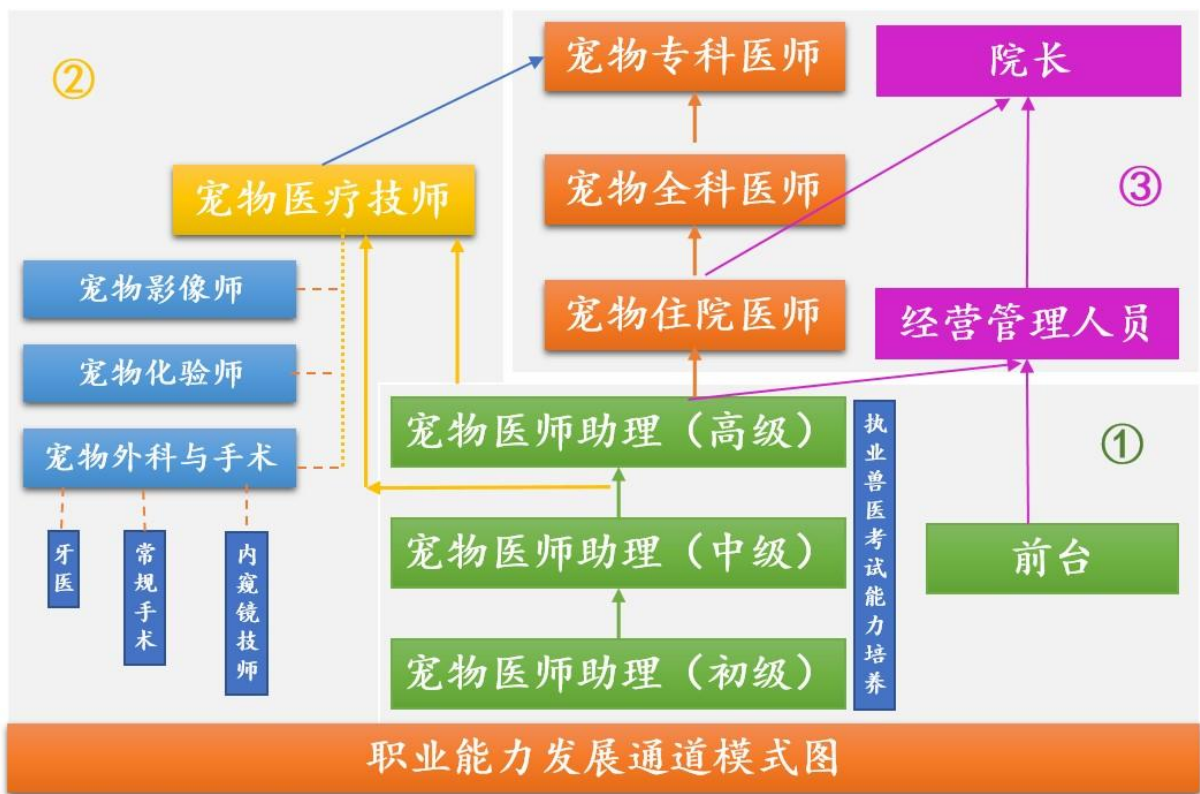 ②
宠物专科医师
院长
宠物医疗技师
宠物全科医师
③
宠物影像师
宠物住院医师
经营管理人员
宠物化验师
宠物医师助理（高级）
①
宠物外科与手术
执业兽医考试能力培养
宠物医师助理（中级）
前台
牙医
常规手术
内窥镜技师
宠物医师助理（初级）
职业能力发展通道模式图